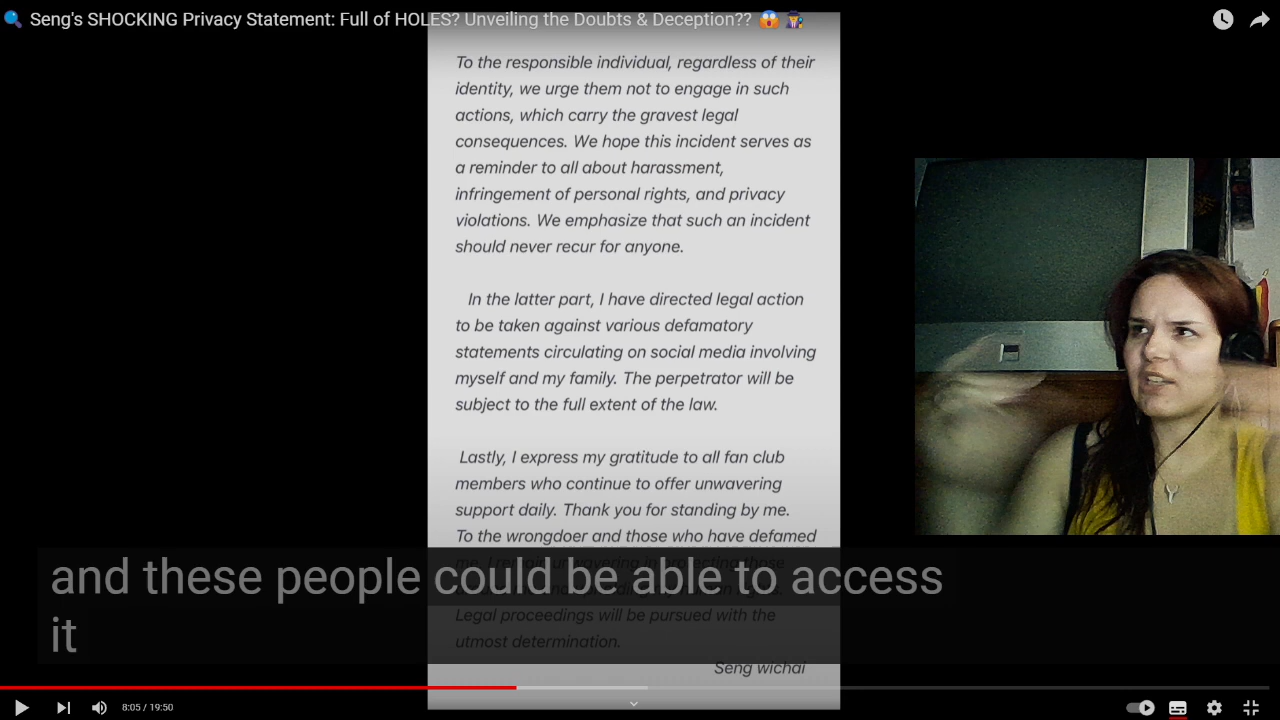 Seng's SHOCKING Privacy Statement: Full of HOLES? Unveiling the Doubts & Deception??
To the responsible individual, regardless of their
identity, we urge them not to engage in such
actions, which carry the gravest legal
consequences. We hope this incident serves as
a reminder to all about harassment,
infringement of personal rights, and privacy
violations. We emphasize that such an incident
should never recur for anyone.
In the latter part, I have directed legal action
to be taken against various defamatory
statements circulating on social media involving
myself and my family. The perpetrator will be
subject to the full extent of the law.
Lastly, I express my gratitude to all fan club
members who continue to offer unwavering
support daily. Thank you for standing by me.
To the wrongdoer and those who have defamed
Legal proceedings will be pursued with the
utmost determination.
Seng wichai
and these people could be able to access
it
8:05 / 19:50